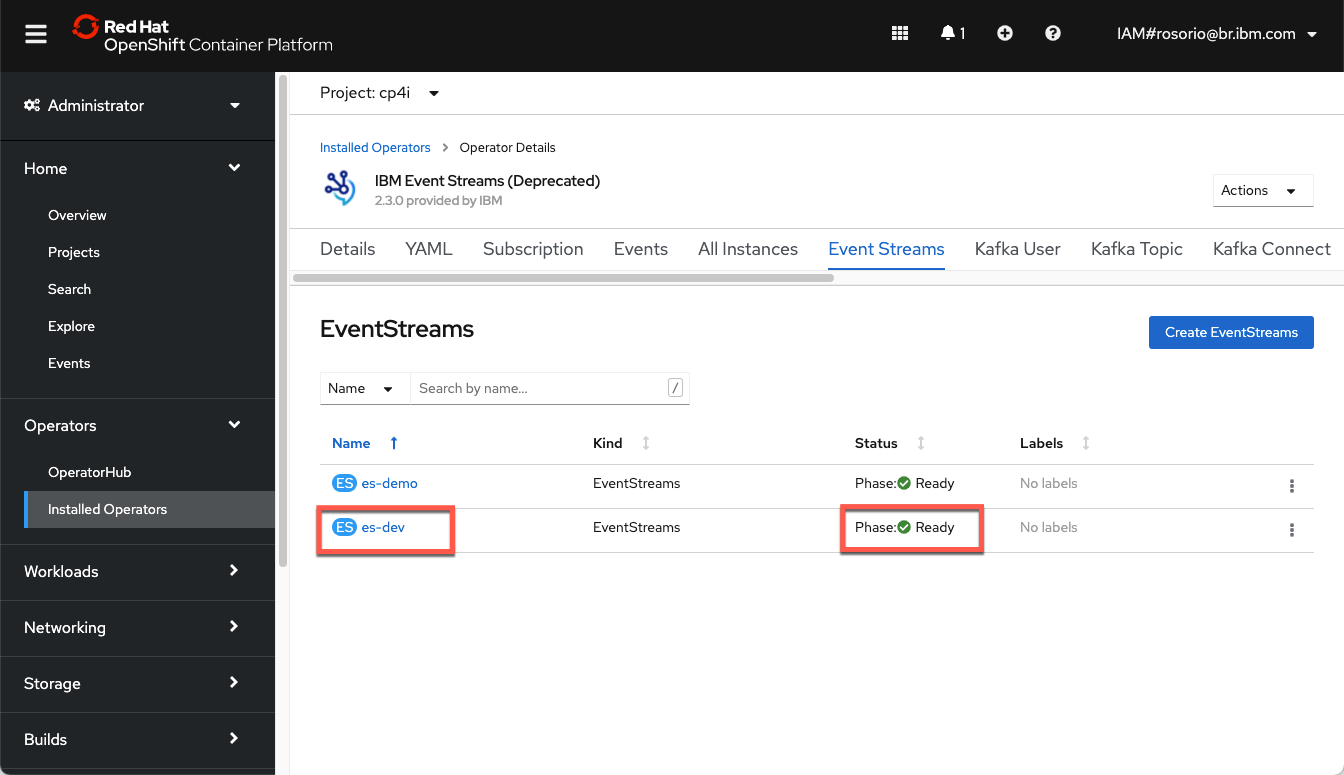 Red Hat
OpenShift Container Platform
1
IAM#rosorio@br.ibm.com
Administrator
Home
Overview
Projects
Search
Explore
Events
Operators
OperatorHub
Installed Operators
Workloads
Networking
Storage
Builds
Project: cp4i
Installed Operators > Operator Details
IBM Event Streams (Deprecated)
2.3.0 provided by IBM
Actions
Details YAML Subscription Events All Instances Event Streams Kafka User Kafka Topic Kafka Connect
EventStreams
Create EventStreams
Name Search by name... /
Name Kind Status Labels
ES es-demo EventStreams Phase: Ready No labels
ES es-dev EventStreams Phase: Ready No labels